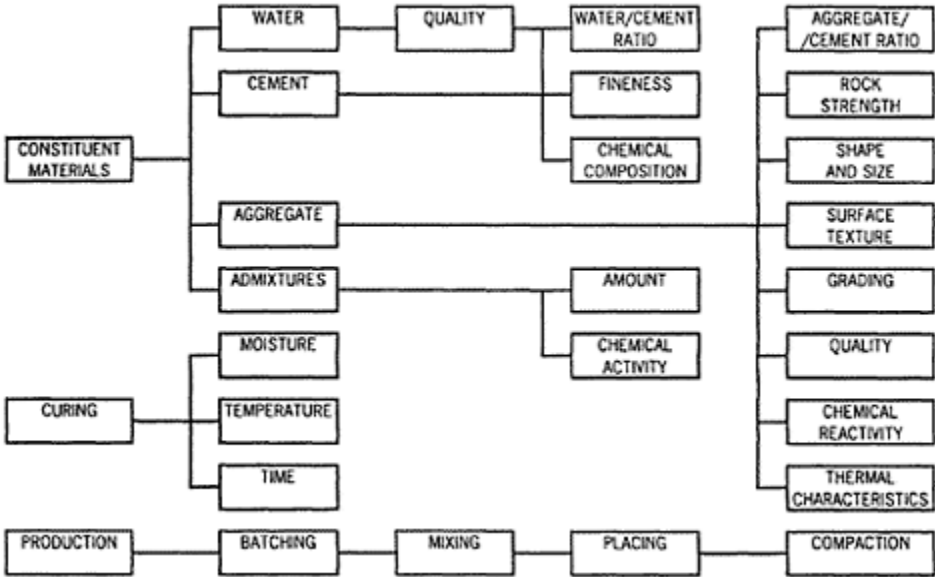 WATER
QUALITY
WATER/CEMENT
RATIO
AGGREGATE/
/CEMENT RATIO
CEMENT
FINENESS
ROCK
STRENGTH
CONSTITUENT
MATERIALS
CHEMICAL
COMPOSITION
SHAPE
AND SIZE
AGGREGATE
SURFACE
TEXTURE
ADMIXTURES
AMOUNT
GRADING
MOISTURE
CHEMICAL
ACTIVITY
QUALITY
CURING
TEMPERATURE
CHEMICAL
REACTIVITY
TIME
THERMAL
CHARACTERISTICS
PRODUCTION
BATCHING
MIXING
PLACING
COMPACTION